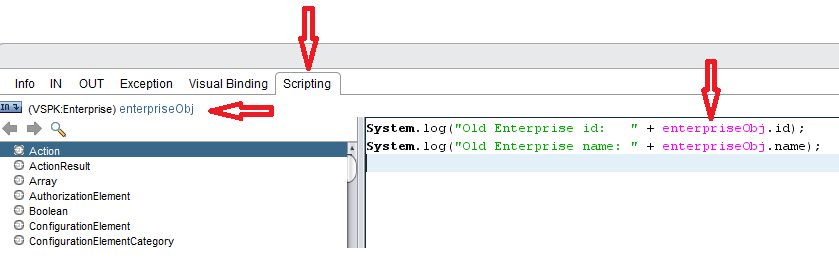 Info IN OUT Exception Visual Binding Scripting
IN (VSPK:Enterprise) enterpriseObj
Action
ActionResult
Array
AuthorizationElement
Boolean
ConfigurationElement
ConfigurationElementCategory
System.log("Old Enterprise id:   " + enterpriseObj.id);
System.log("Old Enterprise name: " + enterpriseObj.name);